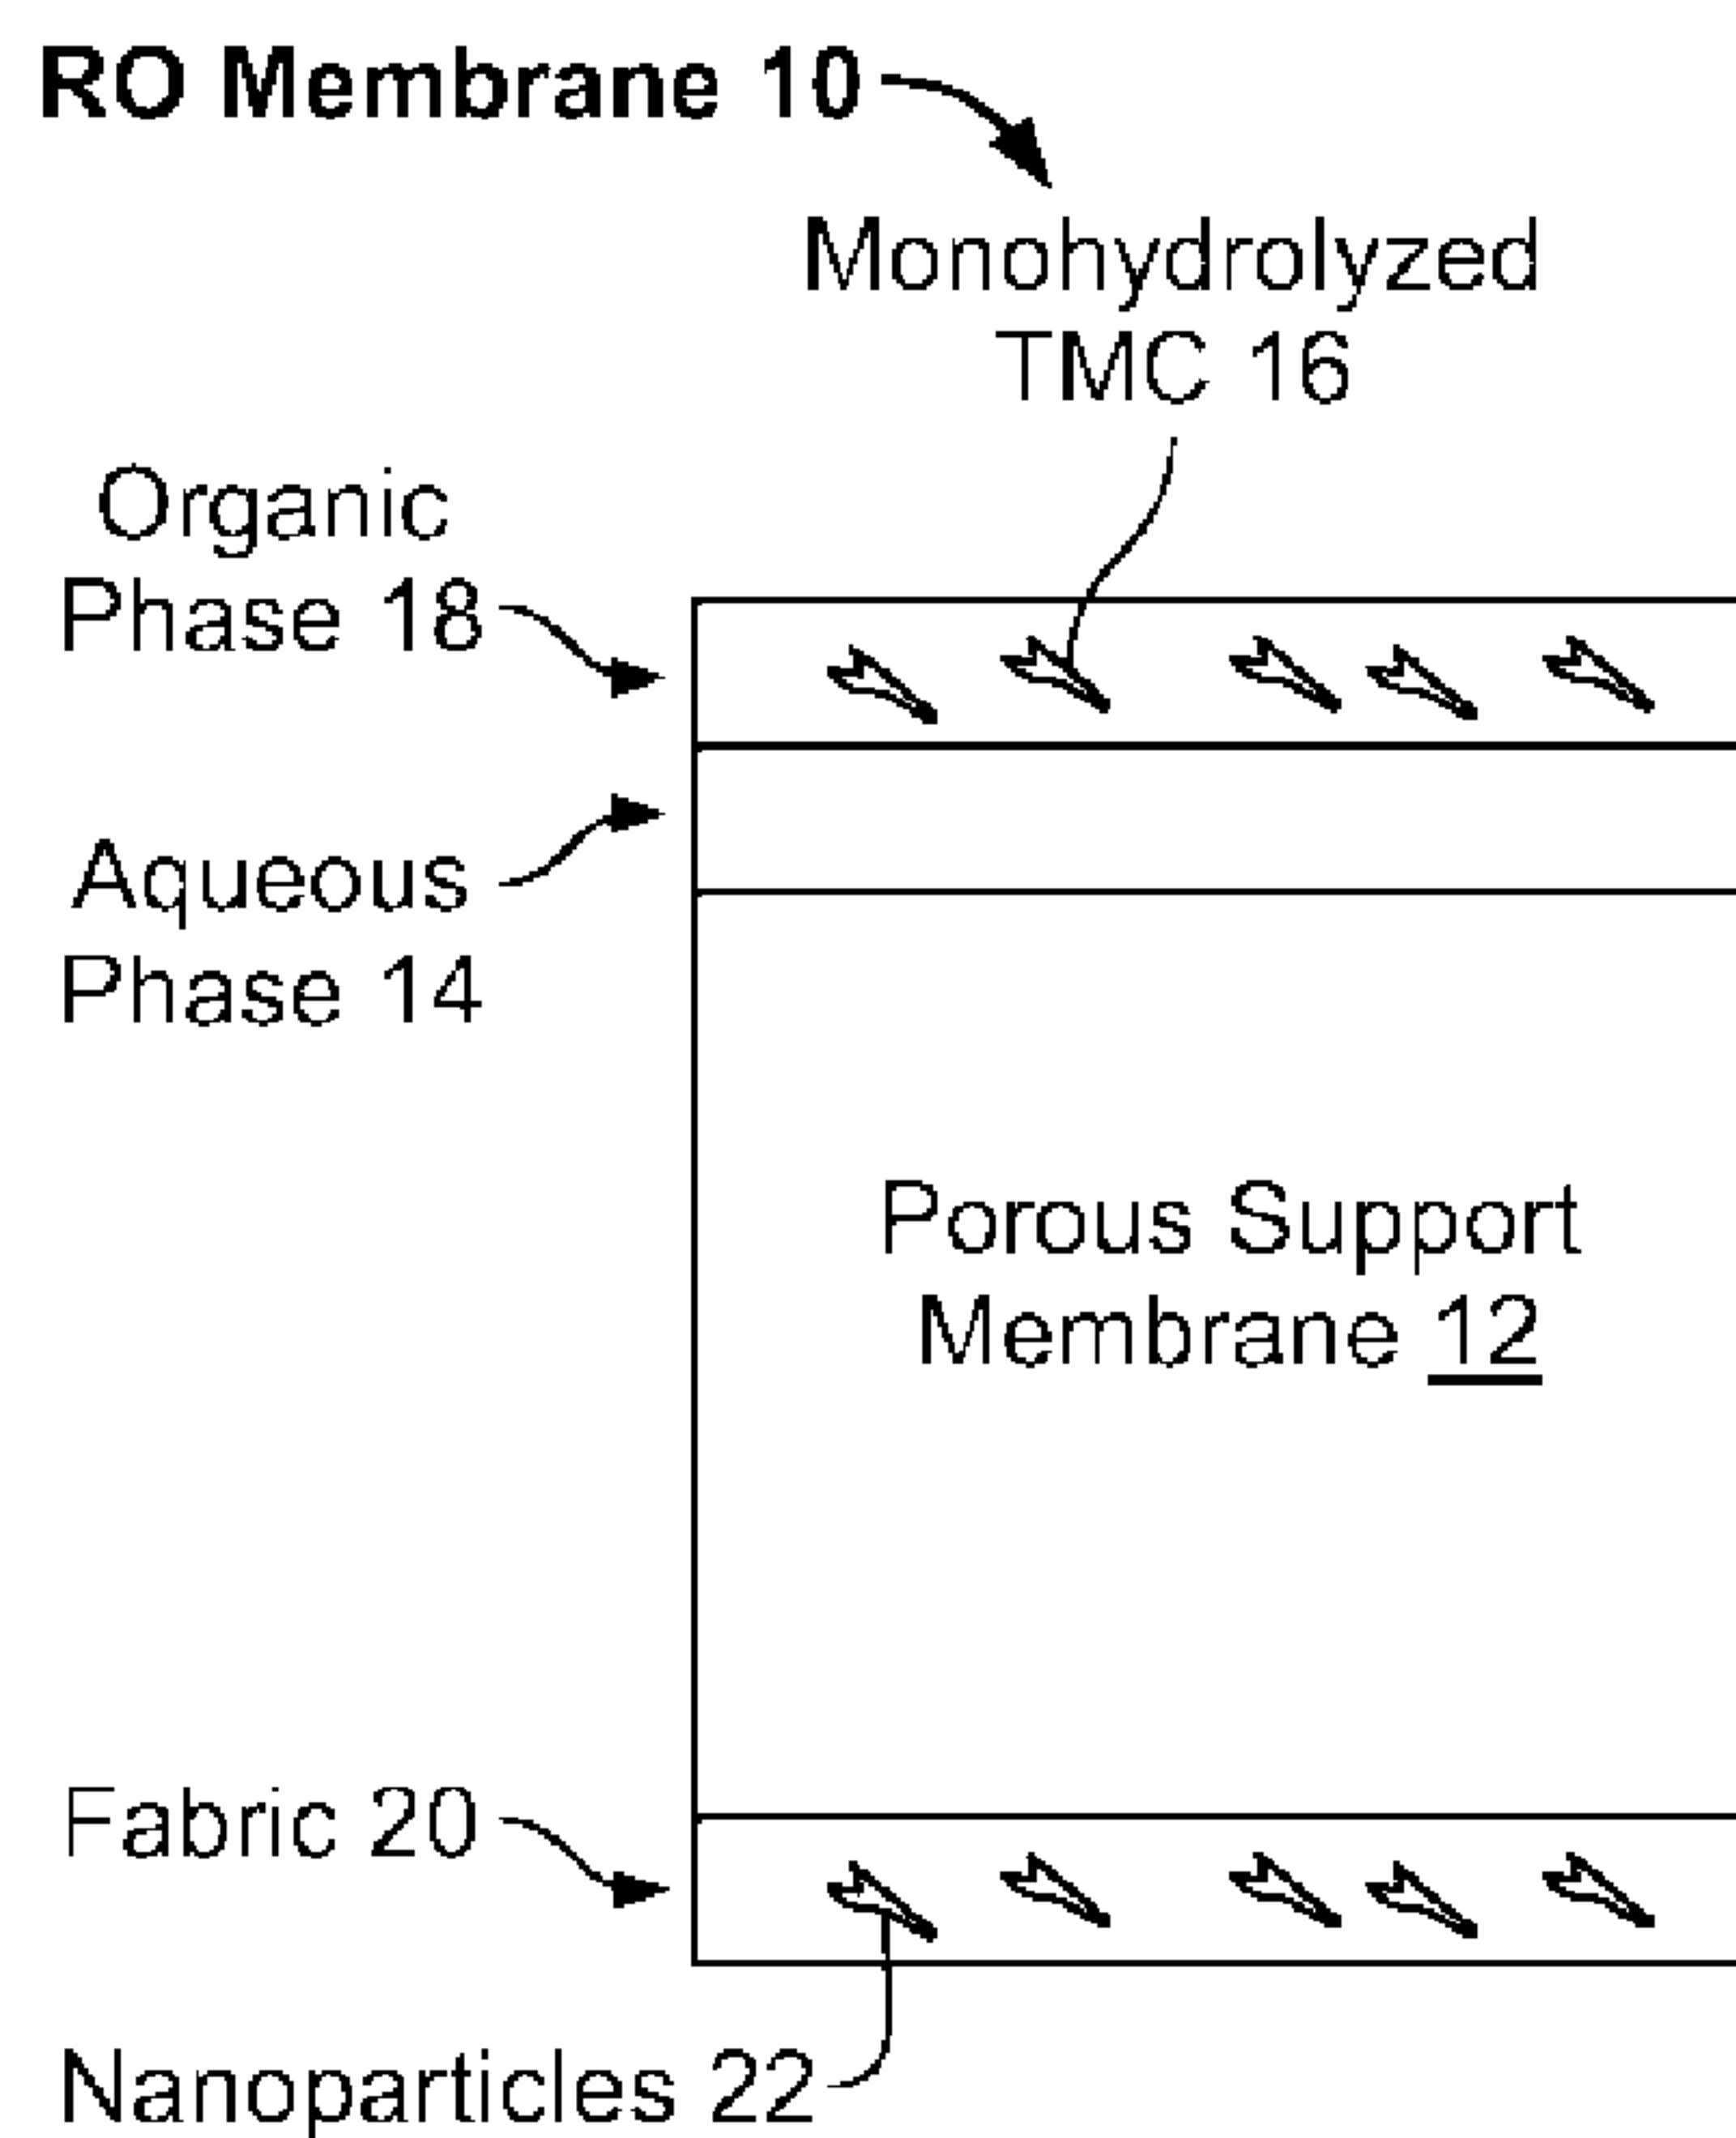 RO Membrane 10
Monohydrolyzed
TMC 16
Organic
Phase 18
Aqueous
Phase 14
Porous Support
Membrane 12
Fabric 20
Nanoparticles 22